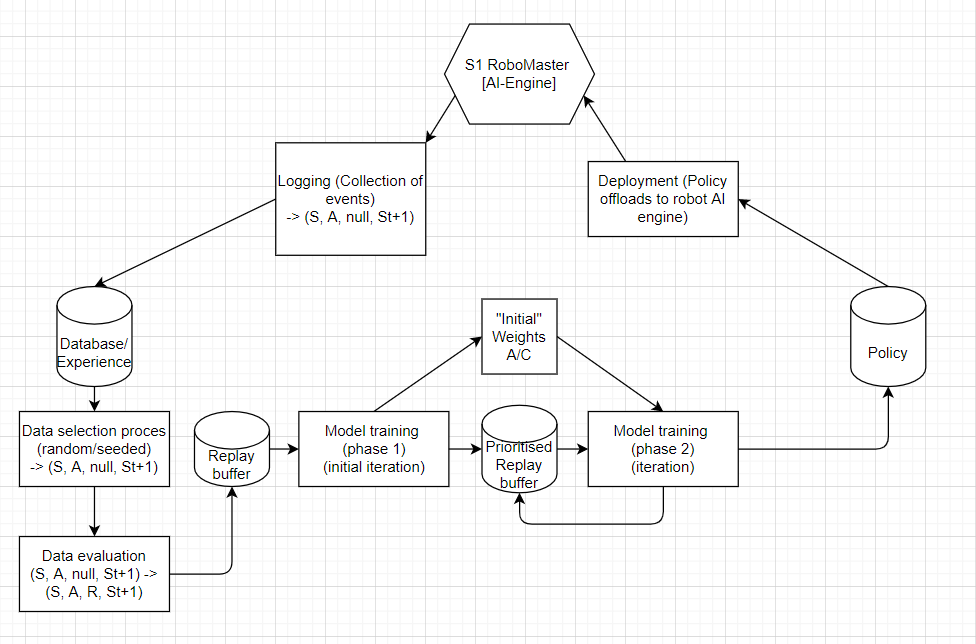 S1 RoboMaster
[AI-Engine]
Logging (Collection of
events)
-> (S, A, null, St+1)
Deployment (Policy
offloads to robot AI
engine)
Database/
Experience
"Initial"
Weights
A/C
Policy
Data selection proces
(random/seeded)
-> (S, A, null, St+1)
Replay
buffer
Model training
(phase 1)
(initial iteration)
Prioritised
Replay
buffer
Model training
(phase 2)
(iteration)
Data evaluation
(S, A, null, St+1) ->
(S, A, R, St+1)